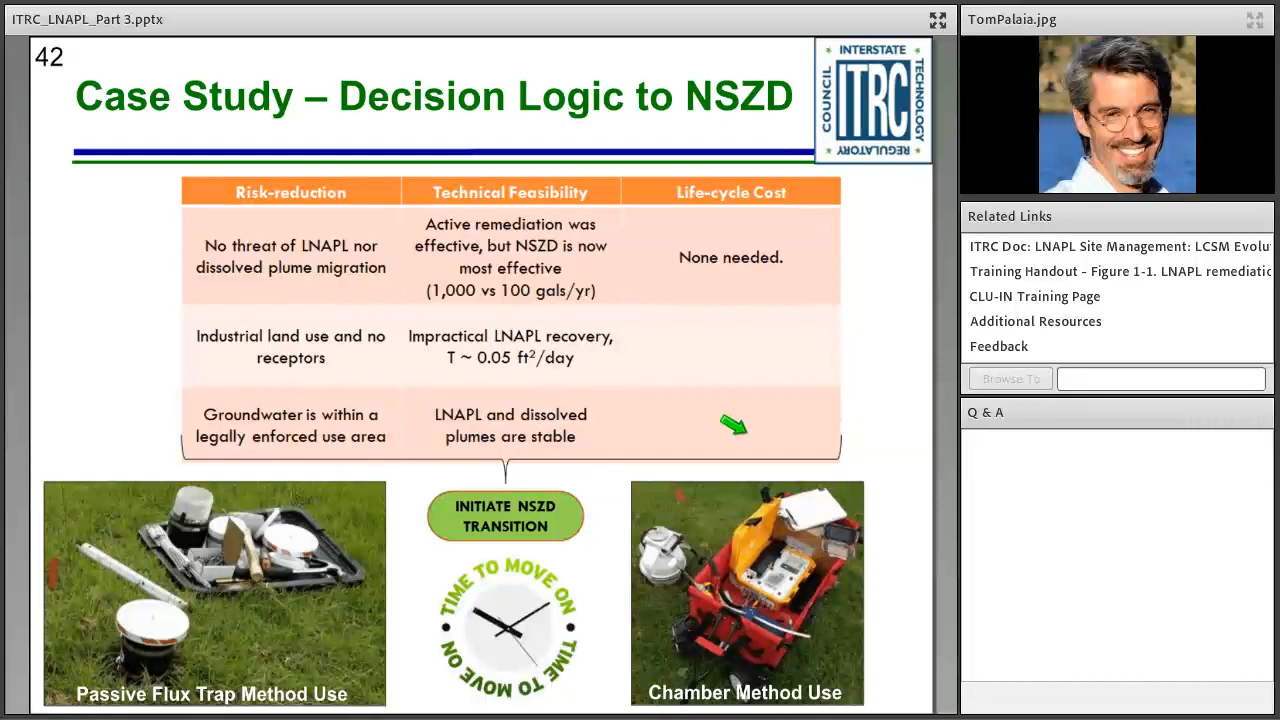 ITRC_LNAPL_Part 3.pptx
42
Case Study – Decision Logic to NSZD
INTERSTATE
COUNCIL
ITRC
TECHNOLOGY
REGULATORY
Risk-reduction
Technical Feasibility
Life-cycle Cost
No threat of LNAPL nor
dissolved plume migration
Active remediation was
effective, but NSZD is now
most effective
(1,000 vs 100 gals/yr)
None needed.
Industrial land use and no
receptors
Impractical LNAPL recovery,
T ~ 0.05 ft²/day
Groundwater is within a
legally enforced use area
LNAPL and dissolved
plumes are stable
INITIATE NSZD
TRANSITION
TIME TO MOVE ON
TIME TO MOVE ON
Passive Flux Trap Method Use
Chamber Method Use
TomPalaia.jpg
Related Links
ITRC Doc: LNAPL Site Management: LCSM Evolu
Training Handout - Figure 1-1. LNAPL remediatic
CLU-IN Training Page
Additional Resources
Feedback
Browse To
Q & A